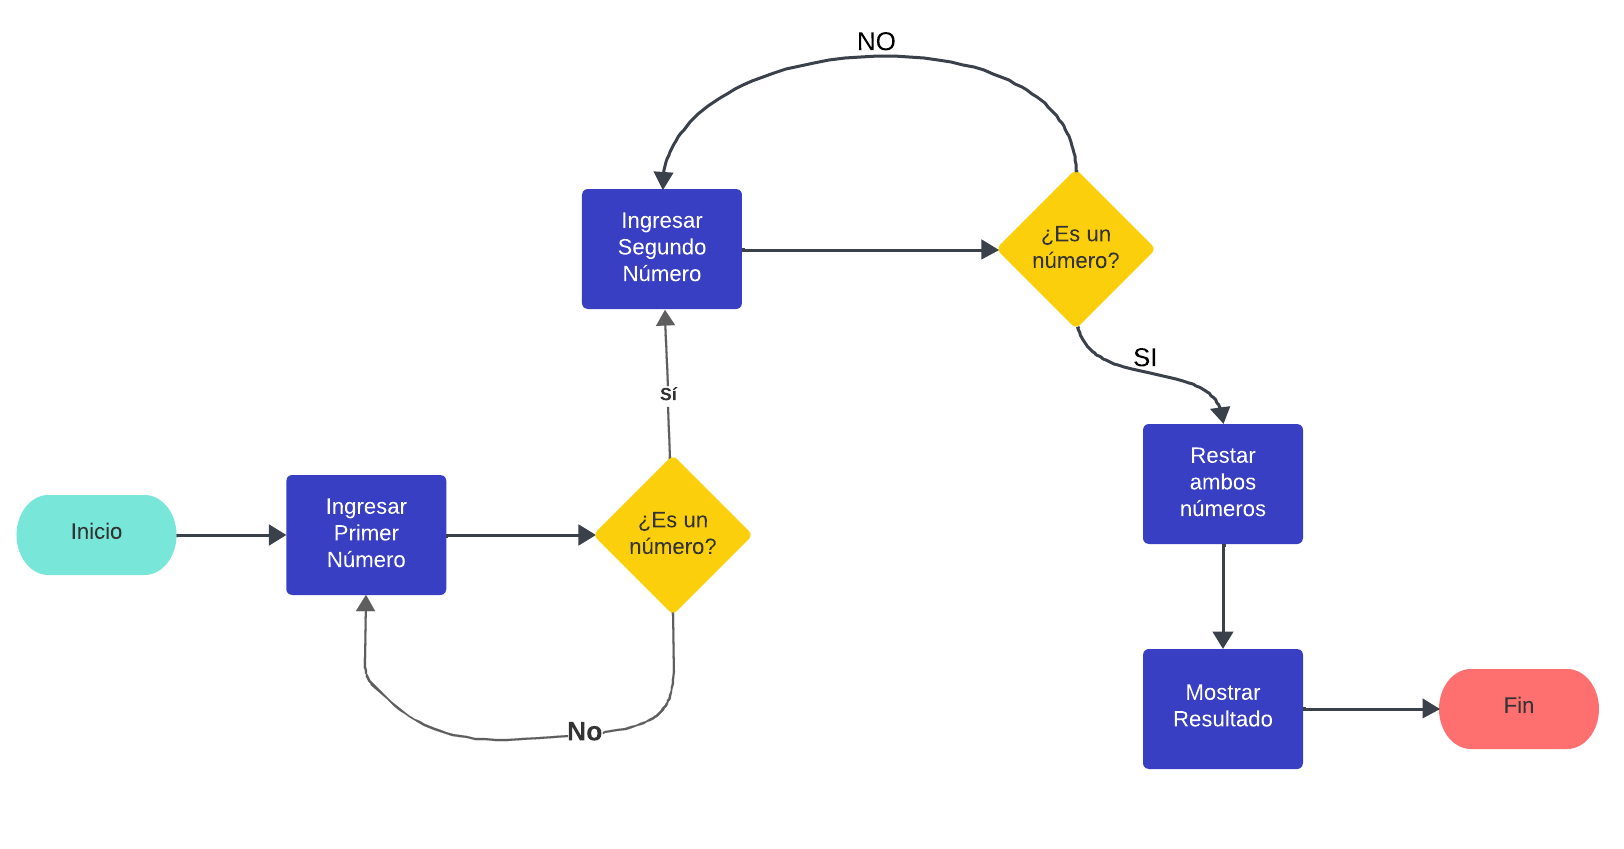 Inicio
Ingresar
Primer
Número
¿Es un
número?
No
Sí
Ingresar
Segundo
Número
¿Es un
número?
NO
SI
Restar
ambos
números
Mostrar
Resultado
Fin